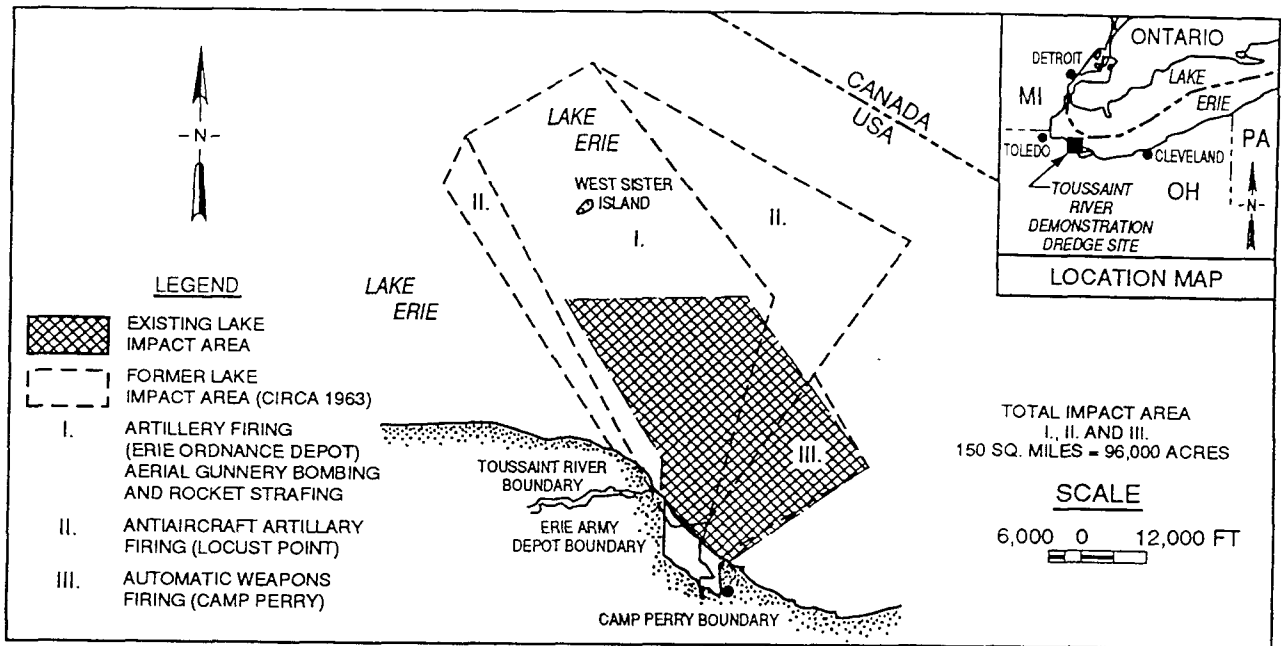 CANADA
USA
LAKE
ERIE
WEST SISTER
ISLAND
II.
I.
II.
III.
LAKE
ERIE
-N-
LEGEND
EXISTING LAKE
IMPACT AREA
FORMER LAKE
IMPACT AREA (CIRCA 1963)
I. ARTILLERY FIRING
(ERIE ORDNANCE DEPOT)
AERIAL GUNNERY BOMBING
AND ROCKET STRAFING
II. ANTIAIRCRAFT ARTILLARY
FIRING (LOCUST POINT)
III. AUTOMATIC WEAPONS
FIRING (CAMP PERRY)
TOUSSAINT RIVER
BOUNDARY
ERIE ARMY
DEPOT BOUNDARY
CAMP PERRY BOUNDARY
ONTARIO
DETROIT
LAKE
ERIE
MI
PA
TOLEDO
CLEVELAND
OH
TOUSSAINT
RIVER
DEMONSTRATION
DREDGE SITE
-N-
LOCATION MAP
TOTAL IMPACT AREA
I., II. AND III.
150 SQ. MILES = 96,000 ACRES
SCALE
6,000 0 12,000 FT